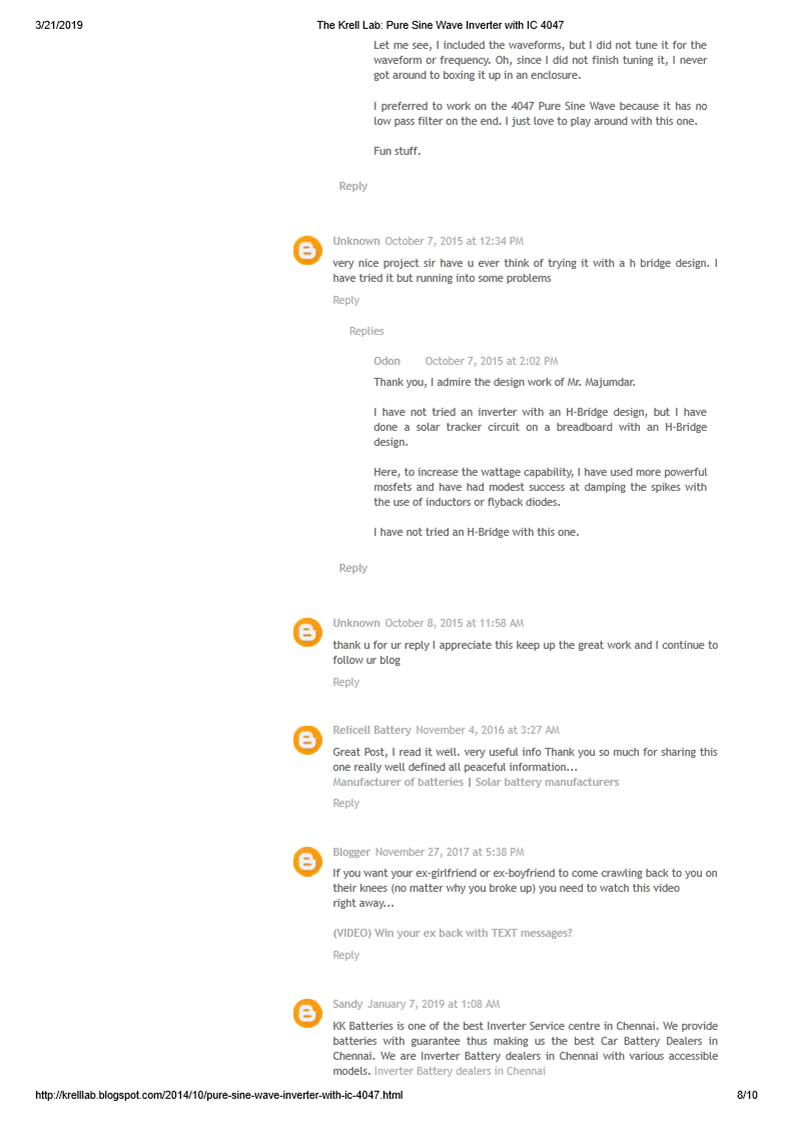 3/21/2019
The Krell Lab: Pure Sine Wave Inverter with IC 4047
Let me see, I included the waveforms, but I did not tune it for the
waveform or frequency. Oh, since I did not finish tuning it, I never
got around to boxing it up in an enclosure.
I preferred to work on the 4047 Pure Sine Wave because it has no
low pass filter on the end. I just love to play around with this one.
Fun stuff.
Reply
Unknown October 7, 2015 at 12:34 PM
very nice project sir have u ever think of trying it with a h bridge design. I
have tried it but running into some problems
Reply
Replies
Odon October 7, 2015 at 2:02 PM
Thank you, I admire the design work of Mr. Majumdar.
I have not tried an inverter with an H-Bridge design, but I have
done a solar tracker circuit on a breadboard with an H-Bridge
design.
Here, to increase the wattage capability, I have used more powerful
mosfets and have had modest success at damping the spikes with
the use of inductors or flyback diodes.
I have not tried an H-Bridge with this one.
Reply
Unknown October 8, 2015 at 11:58 AM
thank u for ur reply I appreciate this keep up the great work and I continue to
follow ur blog
Reply
Relicell Battery November 4, 2016 at 3:27 AM
Great Post, I read it well. very useful info Thank you so much for sharing this
one really well defined all peaceful information...
Manufacturer of batteries | Solar battery manufacturers
Reply
Blogger November 27, 2017 at 5:38 PM
If you want your ex-girlfriend or ex-boyfriend to come crawling back to you on
their knees (no matter why you broke up) you need to watch this video
right away...
(VIDEO) Win your ex back with TEXT messages?
Reply
Sandy January 7, 2019 at 1:08 AM
KK Batteries is one of the best Inverter Service centre in Chennai. We provide
batteries with guarantee thus making us the best Car Battery Dealers in
Chennai. We are Inverter Battery dealers in Chennai with various accessible
models. Inverter Battery dealers in Chennai
http://krelllab.blogspot.com/2014/10/pure-sine-wave-inverter-with-ic-4047.html
8/10